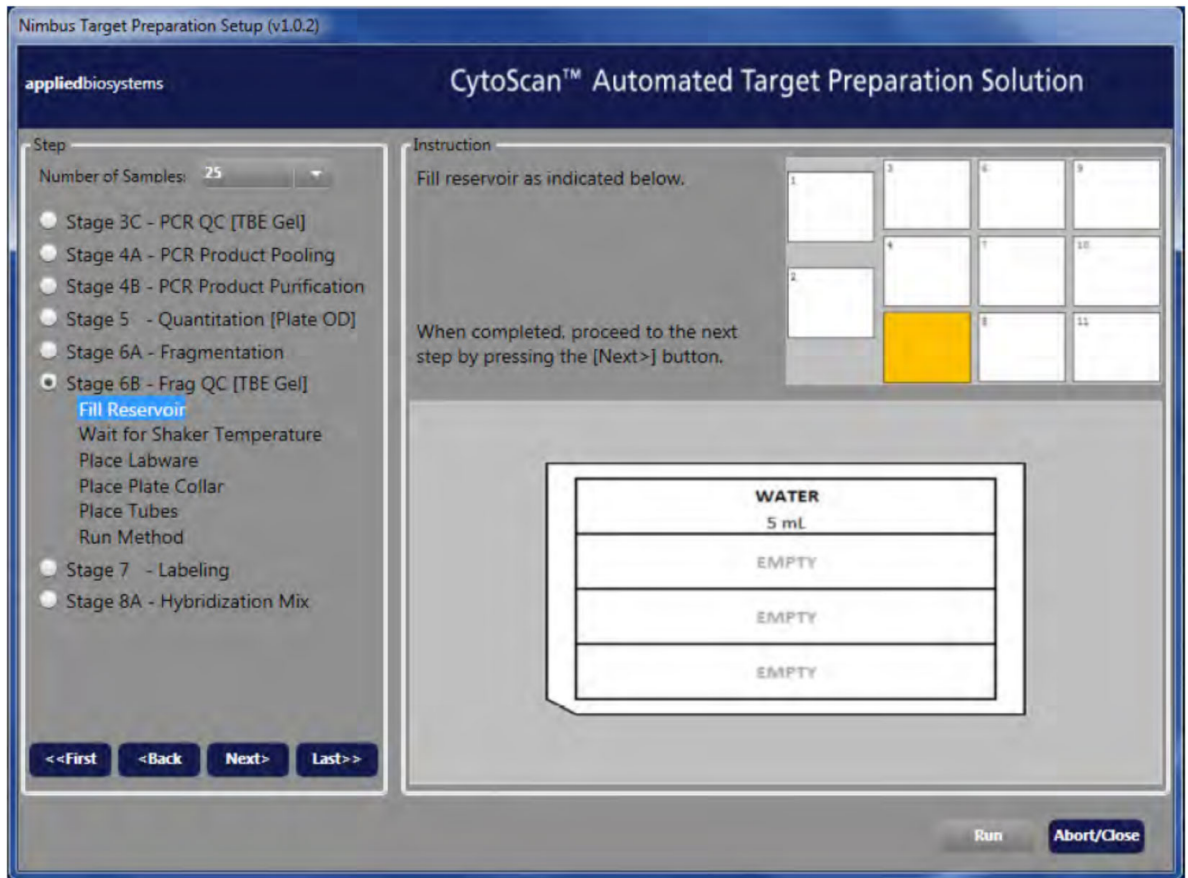 Nimbus Target Preparation Setup (v1.0.2)
appliedbiosystems
CytoScan™ Automated Target Preparation Solution
Step
Number of Samples: 25
Stage 3C - PCR QC [TBE Gel]
Stage 4A - PCR Product Pooling
Stage 4B - PCR Product Purification
Stage 5 - Quantitation [Plate OD]
Stage 6A - Fragmentation
Stage 6B - Frag QC [TBE Gel]
Fill Reservoir
Wait for Shaker Temperature
Place Labware
Place Plate Collar
Place Tubes
Run Method
Stage 7 - Labeling
Stage 8A - Hybridization Mix
<<First <Back Next> Last>>
Instruction
Fill reservoir as indicated below.
When completed, proceed to the next
step by pressing the [Next>] button.
1 3 6 9
2 4 7 10
8 11
WATER
5 mL
EMPTY
EMPTY
EMPTY
Run Abort/Close